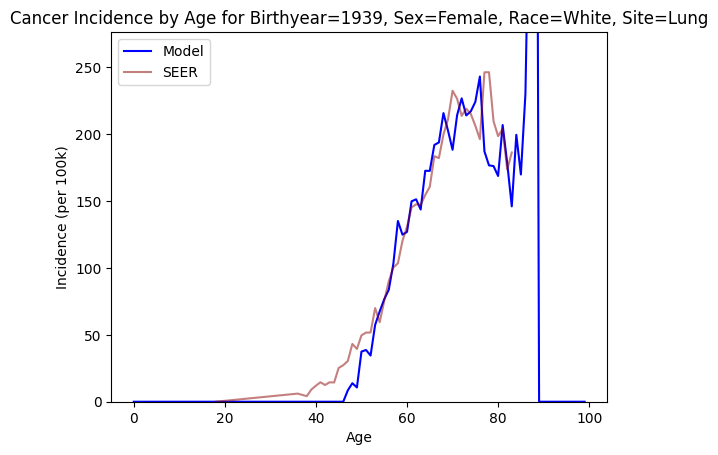 Cancer Incidence by Age for Birthyear=1939, Sex=Female, Race=White, Site=Lung
Model
SEER
250
200
150
100
50
0
Incidence (per 100k)
0 20 40 60 80 100
Age